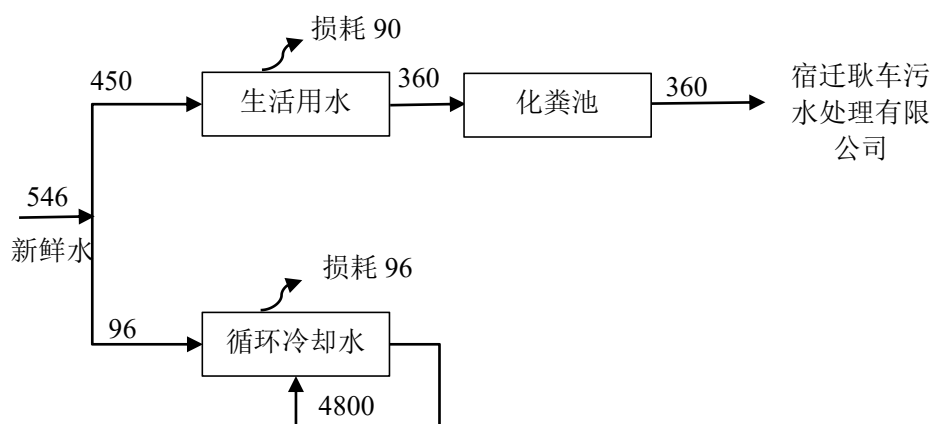 损耗 90
450
生活用水
360
化粪池
360
宿迁耿车污
水处理有限
公司
546
新鲜水
损耗 96
96
循环冷却水
4800